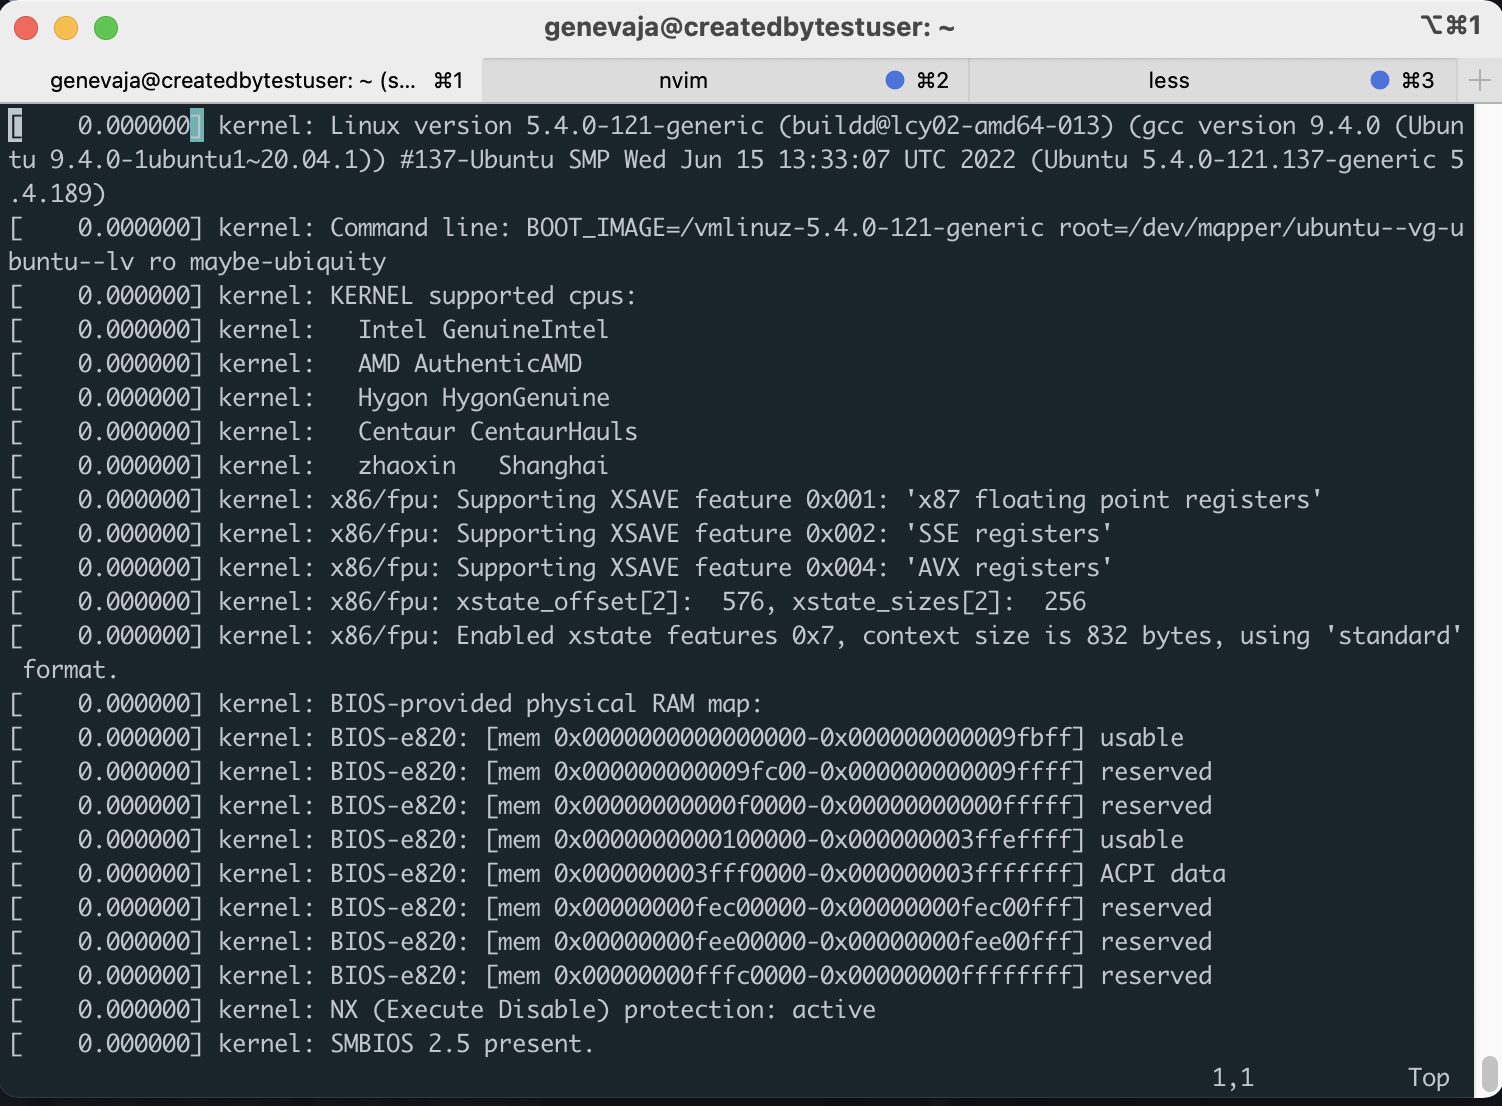 genevaja@createdbytestuser: ~
⌥⌘1
genevaja@createdbytestuser: ~ (s... ⌘1
nvim ⌘2
less ⌘3
[    0.000000] kernel: Linux version 5.4.0-121-generic (buildd@lcy02-amd64-013) (gcc version 9.4.0 (Ubun
tu 9.4.0-1ubuntu1~20.04.1)) #137-Ubuntu SMP Wed Jun 15 13:33:07 UTC 2022 (Ubuntu 5.4.0-121.137-generic 5
.4.189)
[    0.000000] kernel: Command line: BOOT_IMAGE=/vmlinuz-5.4.0-121-generic root=/dev/mapper/ubuntu--vg-u
buntu--lv ro maybe-ubiquity
[    0.000000] kernel: KERNEL supported cpus:
[    0.000000] kernel:   Intel GenuineIntel
[    0.000000] kernel:   AMD AuthenticAMD
[    0.000000] kernel:   Hygon HygonGenuine
[    0.000000] kernel:   Centaur CentaurHauls
[    0.000000] kernel:   zhaoxin   Shanghai
[    0.000000] kernel: x86/fpu: Supporting XSAVE feature 0x001: 'x87 floating point registers'
[    0.000000] kernel: x86/fpu: Supporting XSAVE feature 0x002: 'SSE registers'
[    0.000000] kernel: x86/fpu: Supporting XSAVE feature 0x004: 'AVX registers'
[    0.000000] kernel: x86/fpu: xstate_offset[2]:  576, xstate_sizes[2]:  256
[    0.000000] kernel: x86/fpu: Enabled xstate features 0x7, context size is 832 bytes, using 'standard'
 format.
[    0.000000] kernel: BIOS-provided physical RAM map:
[    0.000000] kernel: BIOS-e820: [mem 0x0000000000000000-0x000000000009fbff] usable
[    0.000000] kernel: BIOS-e820: [mem 0x000000000009fc00-0x000000000009ffff] reserved
[    0.000000] kernel: BIOS-e820: [mem 0x00000000000f0000-0x00000000000fffff] reserved
[    0.000000] kernel: BIOS-e820: [mem 0x0000000000100000-0x000000003ffeffff] usable
[    0.000000] kernel: BIOS-e820: [mem 0x000000003fff0000-0x000000003fffffff] ACPI data
[    0.000000] kernel: BIOS-e820: [mem 0x00000000fec00000-0x00000000fec00fff] reserved
[    0.000000] kernel: BIOS-e820: [mem 0x00000000fee00000-0x00000000fee00fff] reserved
[    0.000000] kernel: BIOS-e820: [mem 0x00000000fffc0000-0x00000000ffffffff] reserved
[    0.000000] kernel: NX (Execute Disable) protection: active
[    0.000000] kernel: SMBIOS 2.5 present.
1,1 Top